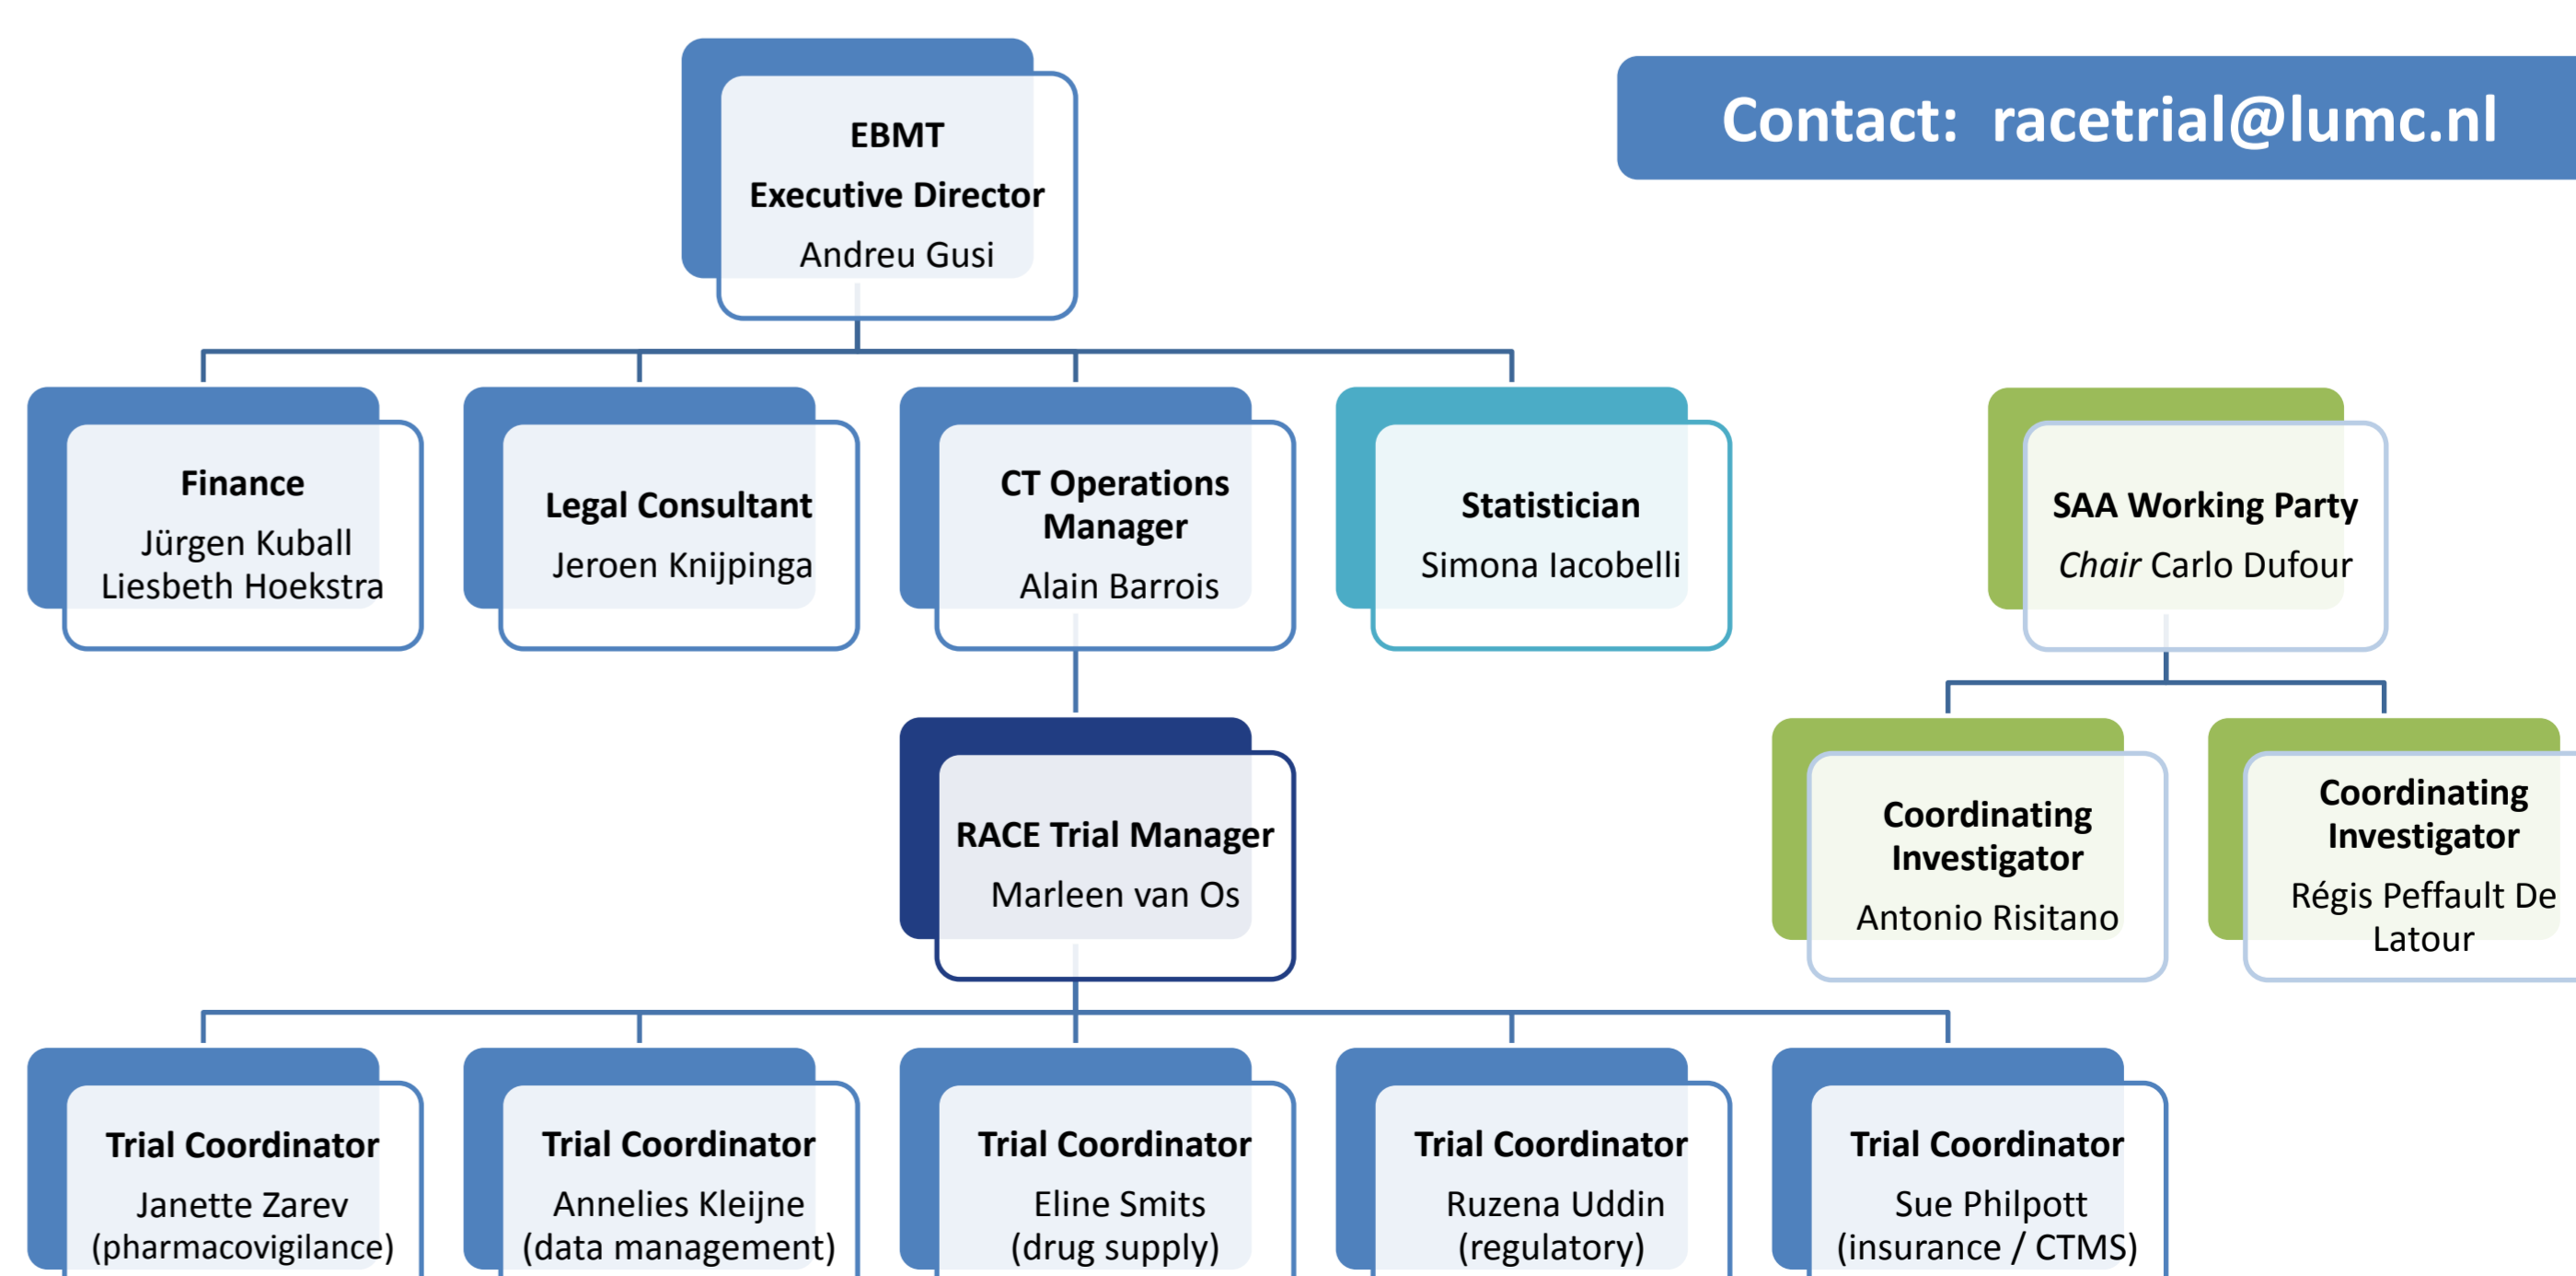 EBMT
Executive Director
Andreu Gusi
Contact: racetrial@lumc.nl
Finance
Jürgen Kuball
Liesbeth Hoekstra
Legal Consultant
Jeroen Knijpinga
CT Operations
Manager
Alain Barrois
Statistician
Simona Iacobelli
SAA Working Party
Chair Carlo Dufour
RACE Trial Manager
Marleen van Os
Coordinating
Investigator
Antonio Risitano
Coordinating
Investigator
Régis Peffault De
Latour
Trial Coordinator
Janette Zarev
(pharmacovigilance)
Trial Coordinator
Annelies Kleijne
(data management)
Trial Coordinator
Eline Smits
(drug supply)
Trial Coordinator
Ruzena Uddin
(regulatory)
Trial Coordinator
Sue Philpott
(insurance / CTMS)